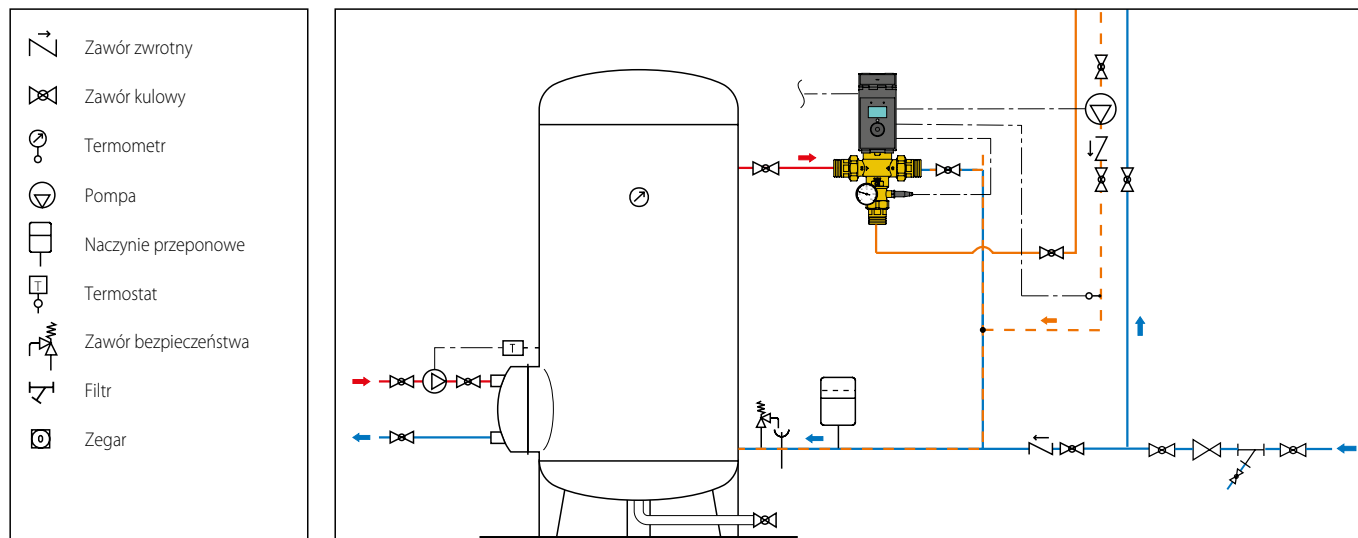 Zawór zwrotny
Zawór kulowy
Termometr
Pompa
Naczynie przeponowe
T
Termostat
Zawór bezpieczeństwa
Filtr
Zegar
T